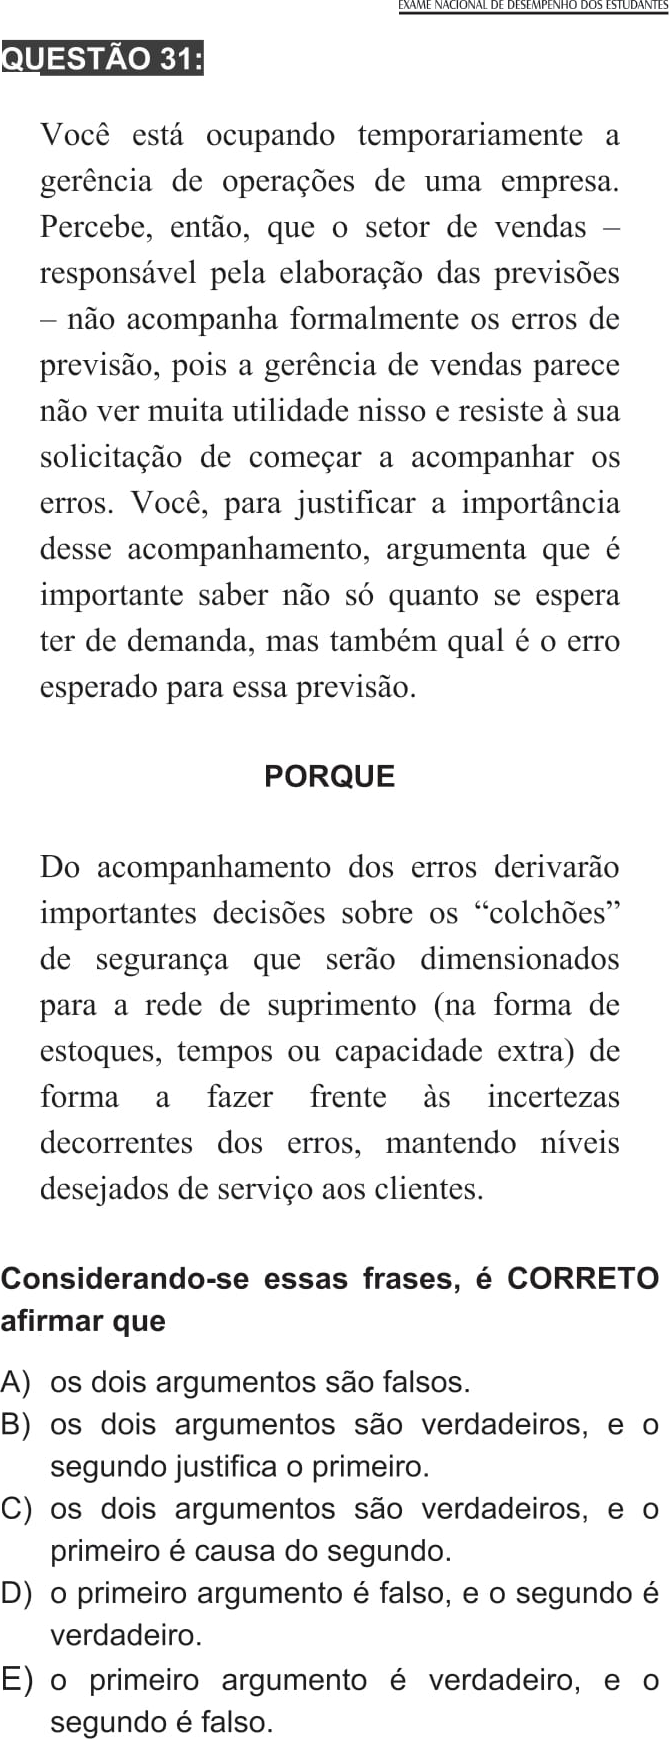 EXAME NACIONAL DE DESEMPENHO DOS ESTUDANTES
QUESTÃO 31:
Você está ocupando temporariamente a
gerência de operações de uma empresa.
Percebe, então, que o setor de vendas –
responsável pela elaboração das previsões
– não acompanha formalmente os erros de
previsão, pois a gerência de vendas parece
não ver muita utilidade nisso e resiste à sua
solicitação de começar a acompanhar os
erros. Você, para justificar a importância
desse acompanhamento, argumenta que é
importante saber não só quanto se espera
ter de demanda, mas também qual é o erro
esperado para essa previsão.
PORQUE
Do acompanhamento dos erros derivarão
importantes decisões sobre os “colchões”
de segurança que serão dimensionados
para a rede de suprimento (na forma de
estoques, tempos ou capacidade extra) de
forma a fazer frente às incertezas
decorrentes dos erros, mantendo níveis
desejados de serviço aos clientes.
Considerando-se essas frases, é CORRETO
afirmar que
A) os dois argumentos são falsos.
B) os dois argumentos são verdadeiros, e o
segundo justifica o primeiro.
C) os dois argumentos são verdadeiros, e o
primeiro é causa do segundo.
D) o primeiro argumento é falso, e o segundo é
verdadeiro.
E) o primeiro argumento é verdadeiro, e o
segundo é falso.